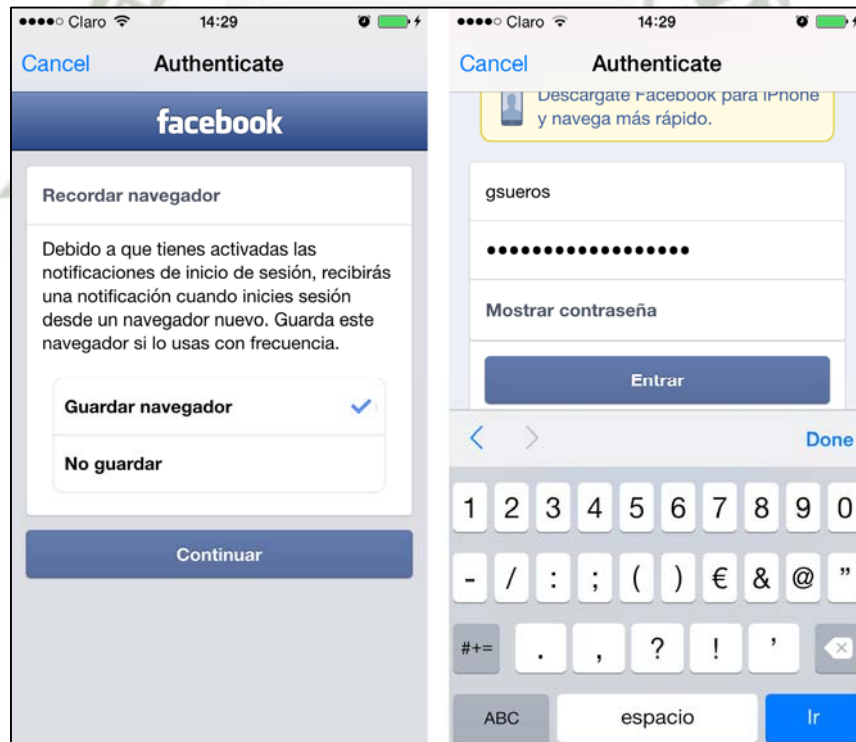 Claro 14:29
Cancel Authenticate
facebook
Recordar navegador
Debido a que tienes activadas las
notificaciones de inicio de sesión, recibirás
una notificación cuando inicies sesión
desde un navegador nuevo. Guarda este
navegador si lo usas con frecuencia.
Guardar navegador
No guardar
Continuar
Claro 14:29
Cancel Authenticate
Descárgate Facebook para iPhone
y navega más rápido.
gsueros
••••••••••••••••••
Mostrar contraseña
Entrar
Done
1 2 3 4 5 6 7 8 9 0
- / : ; ( ) € & @ ”
#+= . , ? ! ’
ABC espacio Ir